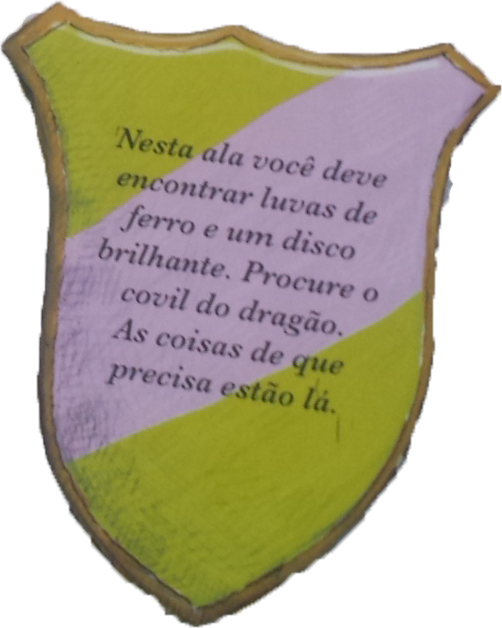 Nesta ala você deve
encontrar luvas de
ferro e um disco
brilhante. Procure o
covil do dragão.
As coisas de que
precisa estão lá.